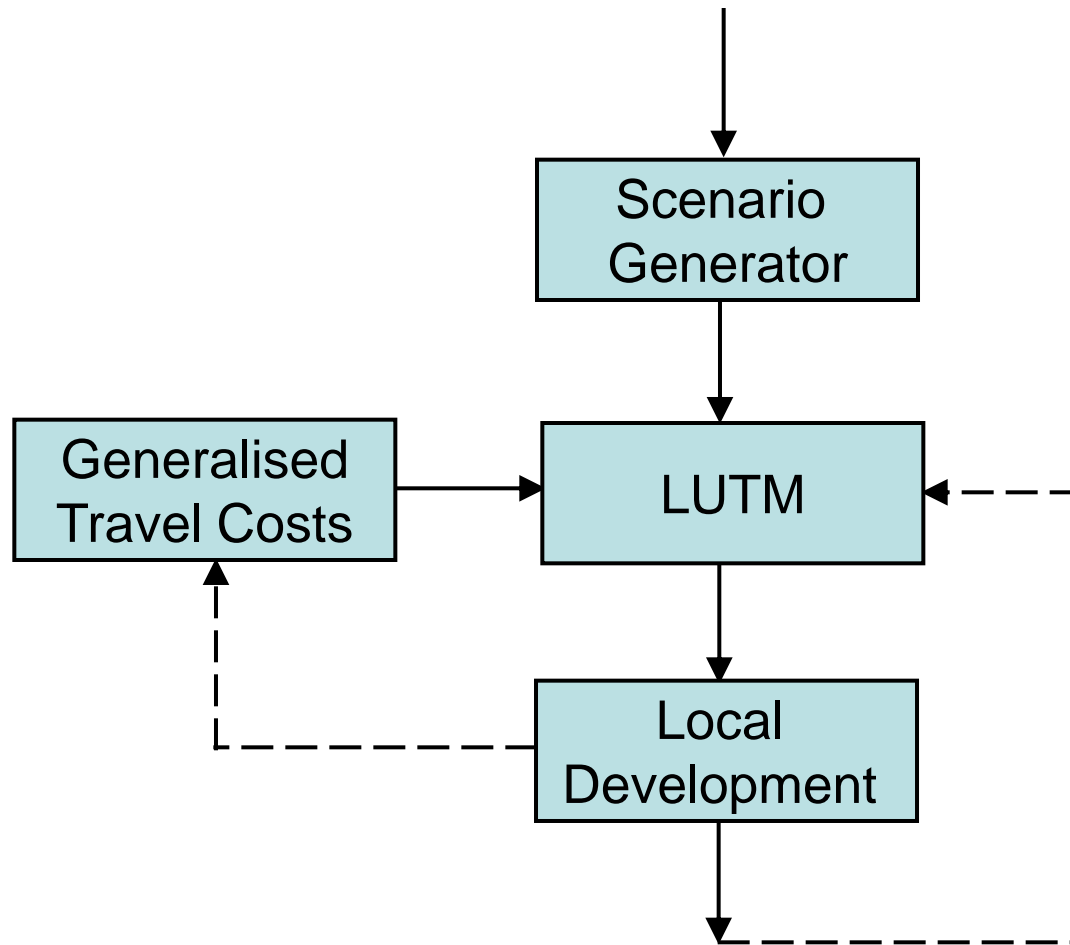 Scenario
Generator
Generalised
Travel Costs
LUTM
Local
Development